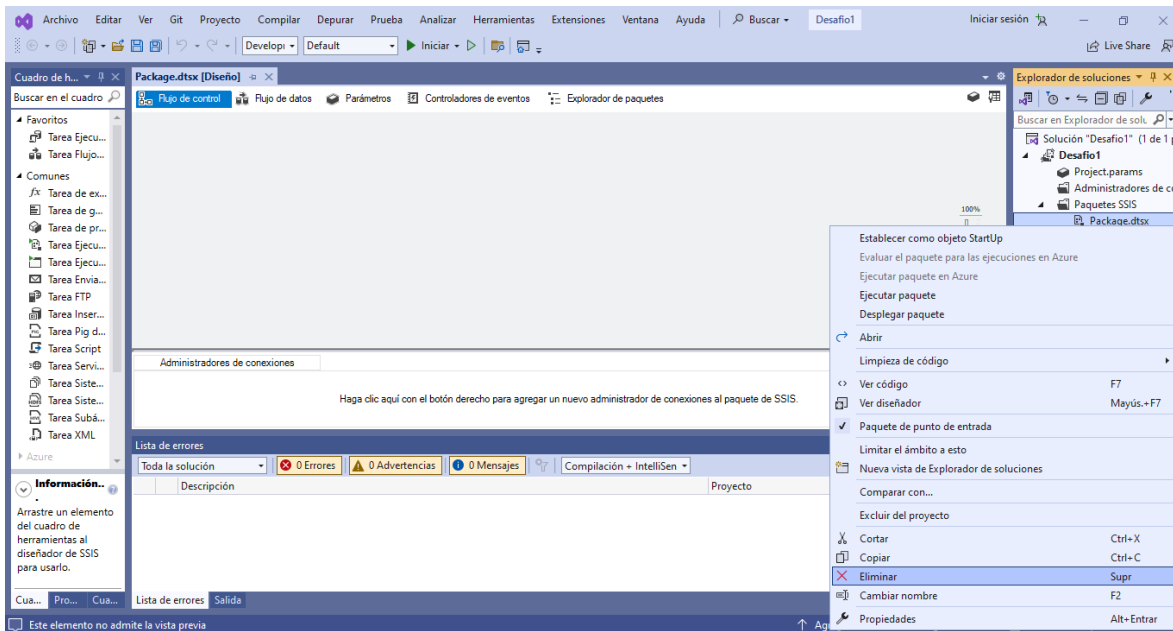 Archivo Editar Ver Git Proyecto Compilar Depurar Prueba Analizar Herramientas Extensiones Ventana Ayuda Buscar Desafio1 Iniciar sesión
Developı Default Iniciar Live Share
Cuadro de h...
Buscar en el cuadro
Favoritos
Tarea Ejecu...
Tarea Flujo...
Comunes
fx Tarea de ex...
Tarea de g...
Tarea de pr...
Tarea Ejecu...
Tarea Ejecu...
Tarea Envia...
Tarea FTP
Tarea Inser...
Tarea Pig d...
Tarea Script
Tarea Servi...
Tarea Siste...
Tarea Siste...
Tarea Subá...
Tarea XML
Azure
Información..
.
Arrastre un elemento
del cuadro de
herramientas al
diseñador de SSIS
para usarlo.
Cua... Pro... Cua...
Package.dtsx [Diseño]
Flujo de control Flujo de datos Parámetros Controladores de eventos Explorador de paquetes
100%
Administradores de conexiones
Haga clic aquí con el botón derecho para agregar un nuevo administrador de conexiones al paquete de SSIS.
Lista de errores
Toda la solución 0 Errores 0 Advertencias 0 Mensajes Compilación + IntelliSen
Descripción Proyecto
Lista de errores Salida
Explorador de soluciones
Buscar en Explorador de solu
Solución "Desafio1" (1 de 1
Desafio1
Project.params
Administradores de co
Paquetes SSIS
Package.dtsx
Establecer como objeto StartUp
Evaluar el paquete para las ejecuciones en Azure
Ejecutar paquete en Azure
Ejecutar paquete
Desplegar paquete
Abrir
Limpieza de código
Ver código F7
Ver diseñador Mayús.+F7
Paquete de punto de entrada
Limitar el ámbito a esto
Nueva vista de Explorador de soluciones
Comparar con...
Excluir del proyecto
Cortar Ctrl+X
Copiar Ctrl+C
Eliminar Supr
Cambiar nombre F2
Propiedades Alt+Entrar
Este elemento no admite la vista previa